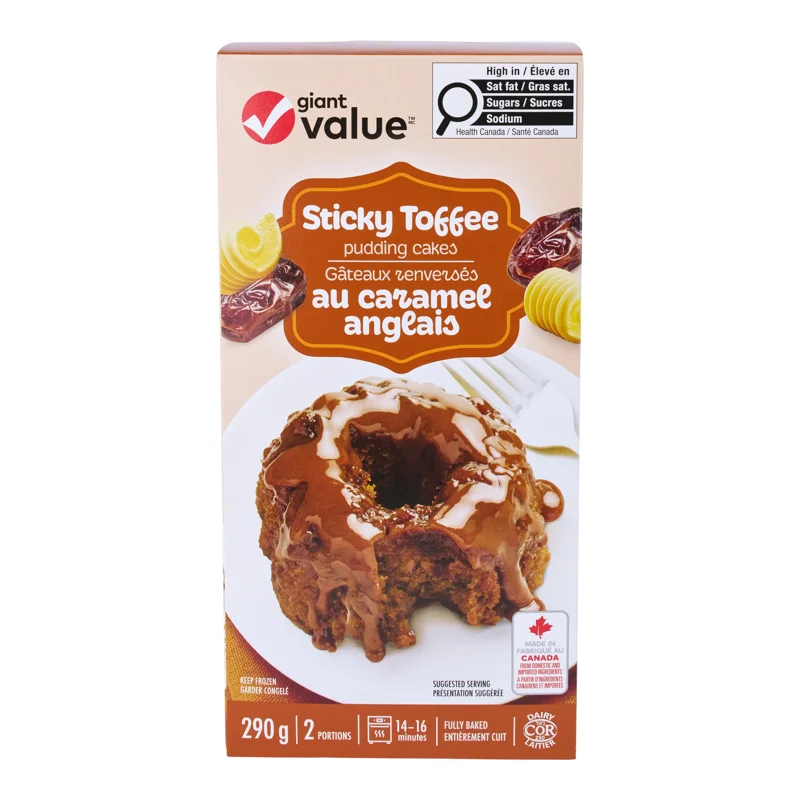 giant
value™ MC
High in / Élevé en
Sat fat / Gras sat.
Sugars / Sucres
Sodium
Health Canada / Santé Canada
Sticky Toffee
pudding cakes
Gâteaux renversés
au caramel
anglais
MADE IN
FABRIQUÉ AU
CANADA
FROM DOMESTIC AND
IMPORTED INGREDIENTS
À PARTIR D'INGRÉDIENTS
CANADIENS ET IMPORTÉS
KEEP FROZEN
GARDER CONGELÉ
SUGGESTED SERVING
PRÉSENTATION SUGGÉRÉE
290 g
2
PORTIONS
14–16
minutes
FULLY BAKED
ENTIÈREMENT CUIT
DAIRY
COR
250
LAITIER